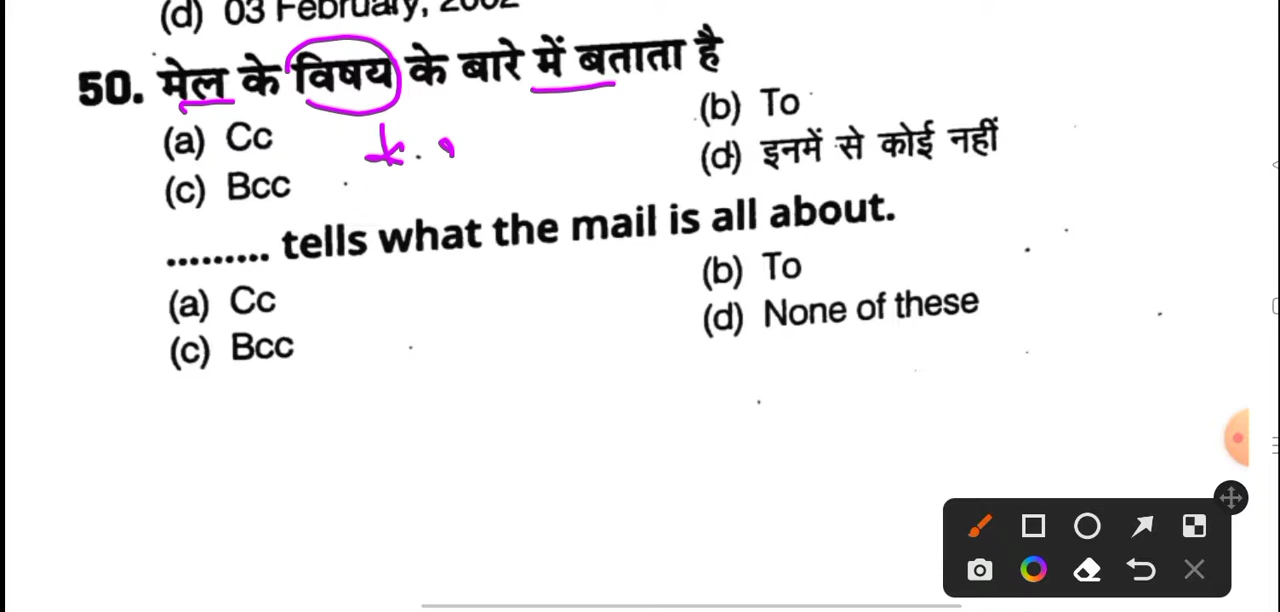 (d) 03 February, 2002
50. मेल के विषय के बारे में बताता है
(a) Cc (b) To
(c) Bcc (d) इनमें से कोई नहीं
......... tells what the mail is all about.
(a) Cc (b) To
(c) Bcc (d) None of these